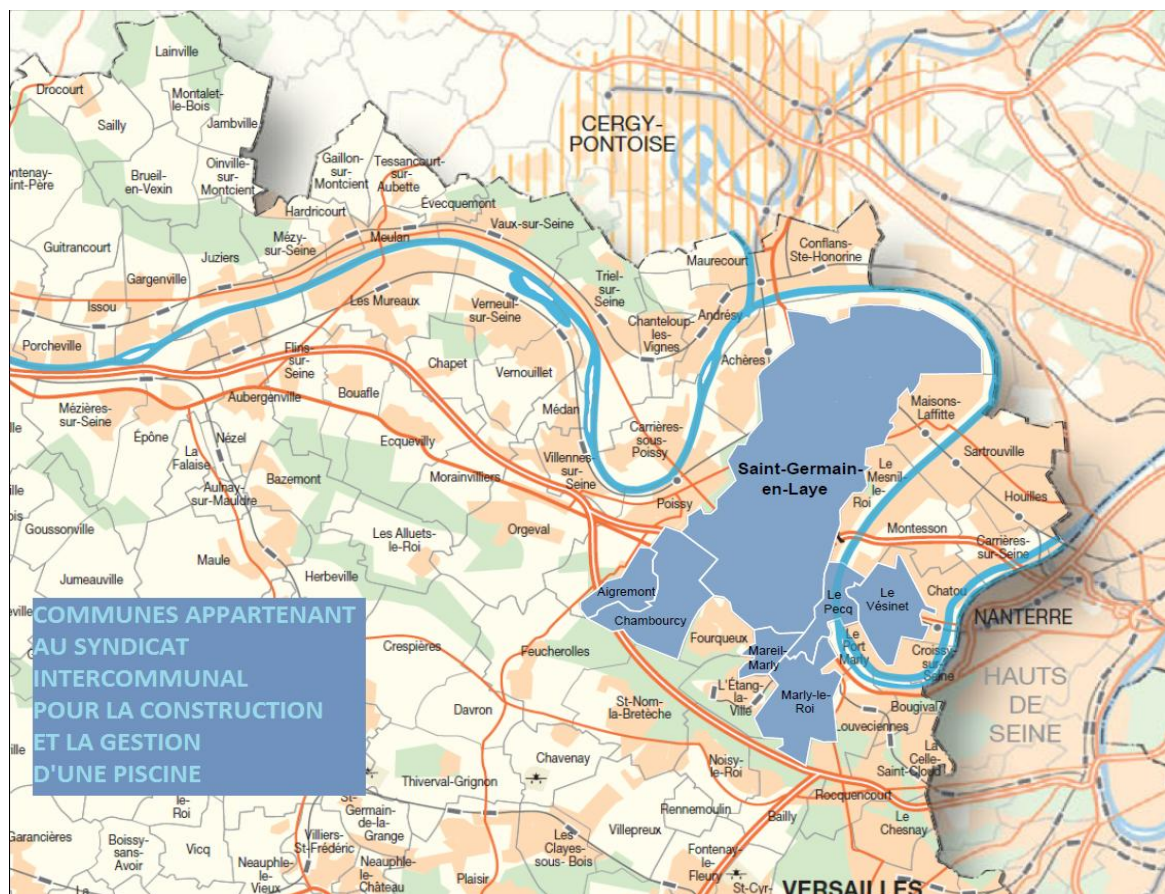 Lainville
Drocourt
Montalet-
le-Bois
Sailly
Jambville
CERGY-
PONTOISE
Oinville
sur-
Montcient
Gaillon-
sur-
Montcient
Tessancourt-
sur-
Aubette
ontenay-
int-Père
Brueil-
en-Vexin
Évecquemont
Hardricourt
Vaux-sur-Seine
Conflans-
Ste-Honorine
Guitrancourt
Mézy-
sur-Seine
Meulan
Maurecourt
Juziers
Gargenville
Triel-
sur-
Seine
Issou
Les Mureaux
Verneuil-
sur-Seine
Andrésy
Chanteloup-
les-
Vignes
Porcheville
Flins-
sur-
Seine
Chapet
Vernouillet
Achères
Aubergenville
Bouafle
Maisons-
Laffitte
Mézières-
sur-Seine
Médan
Épône
Nézel
Ecquevilly
Carrières-
sous-
Poissy
La
Falaise
Villennes-
sur-
Seine
Sartrouville
Saint-Germain-
en-Laye
Le
Mesnil-
le-
Roi
Bazemont
Morainvilliers
Aulnay-
sur-Mauldre
Poissy
Houilles
Goussonville
Orgeval
Montesson
Les Alluets-
le-Roi
Carrières-
sur-Seine
Maule
Jumeauville
Herbeville
Aigremont
Le
Pecq
Le
Vésinet
Chatou
COMMUNES APPARTENANT
AU SYNDICAT
INTERCOMMUNAL
POUR LA CONSTRUCTION
ET LA GESTION
D'UNE PISCINE
Chambourcy
NANTERRE
Fourqueux
Le
Port
Marly
Crespières
Feucherolles
Mareil-
Marly
Croissy-
sur-
Seine
HAUTS
DE
SEINE
L'Étang-
la-
Ville
Marly-le-
Roi
Davron
St-Nom-
la-Bretèche
Bougival
Louveciennes
Chavenay
Noisy-
le-Roi
La
Celle-
Saint-Cloud
Thiverval-Grignon
Rocquencourt
le-
Roi
St-
Germain-
de-la-
Grange
Rennemoulin
Bailly
Le
Chesnay
Garancières
Boissy-
sans-
Avoir
Vicq
Villiers-
St-Frédéric
Les
Clayes-
sous- Bois
Villepreux
Neauphle-
le-
Vieux
Neauphle-
le-
Château
Plaisir
Fontenay-
le-
Fleury
St-Cyr-
VERSAILLES